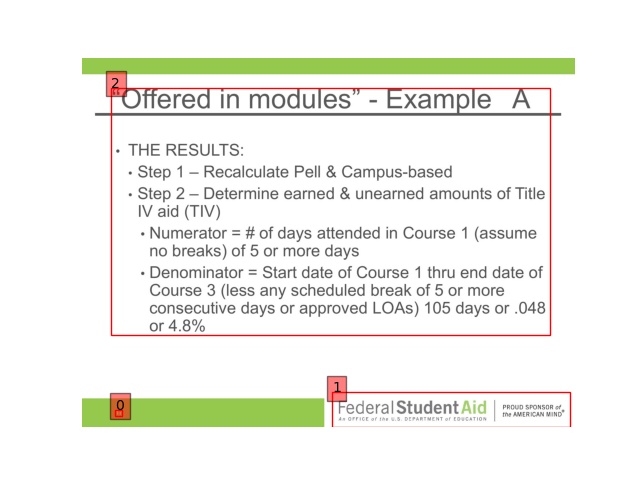 2
“Offered in modules” - Example A
• THE RESULTS:
• Step 1 – Recalculate Pell & Campus-based
• Step 2 – Determine earned & unearned amounts of Title
IV aid (TIV)
• Numerator = # of days attended in Course 1 (assume
no breaks) of 5 or more days
• Denominator = Start date of Course 1 thru end date of
Course 3 (less any scheduled break of 5 or more
consecutive days or approved LOAs) 105 days or .048
or 4.8%
0
1
Federal Student Aid
An OFFICE of the U.S. DEPARTMENT of EDUCATION
PROUD SPONSOR of
the AMERICAN MIND